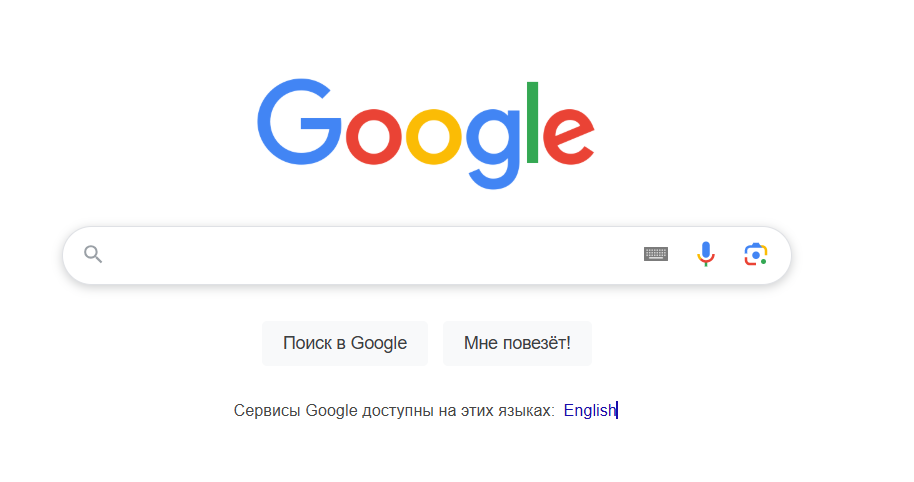 Google
Поиск в Google
Мне повезёт!
Сервисы Google доступны на этих языках: English